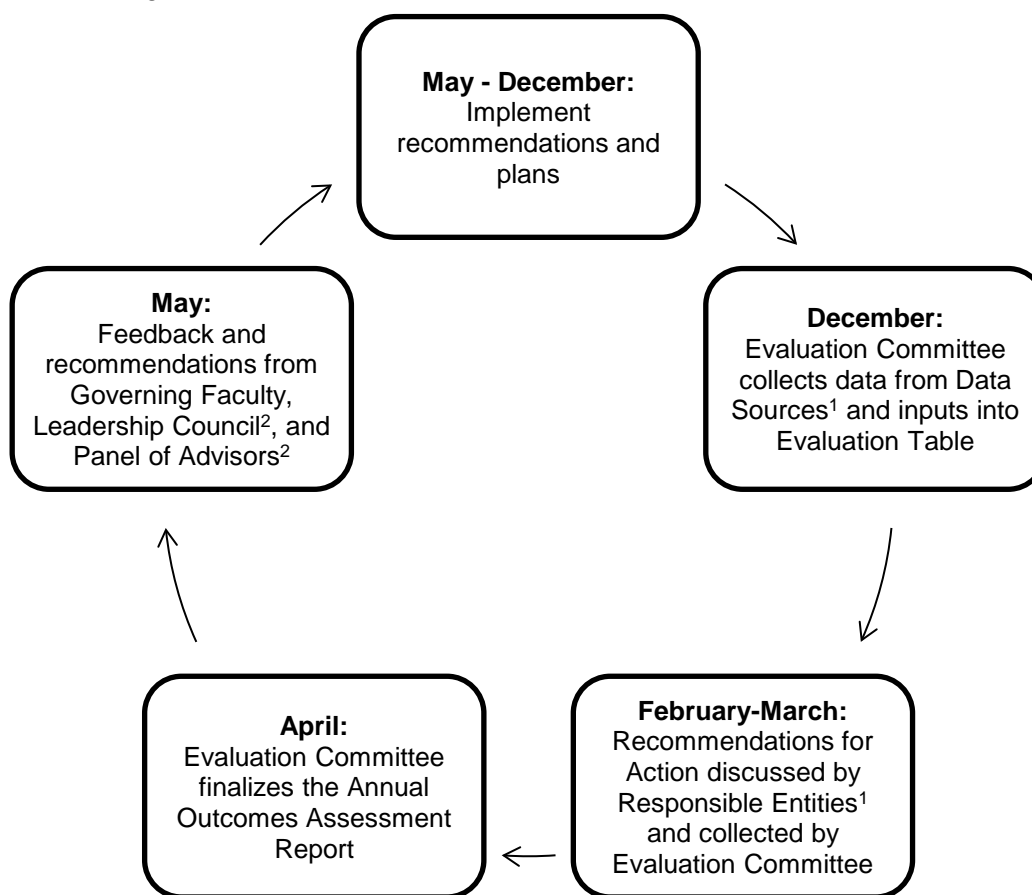 May - December:
Implement
recommendations and
plans
December:
Evaluation Committee
collects data from Data
Sources¹ and inputs into
Evaluation Table
February-March:
Recommendations for
Action discussed by
Responsible Entities¹
and collected by
Evaluation Committee
April:
Evaluation Committee
finalizes the Annual
Outcomes Assessment
Report
May:
Feedback and
recommendations from
Governing Faculty,
Leadership Council², and
Panel of Advisors²